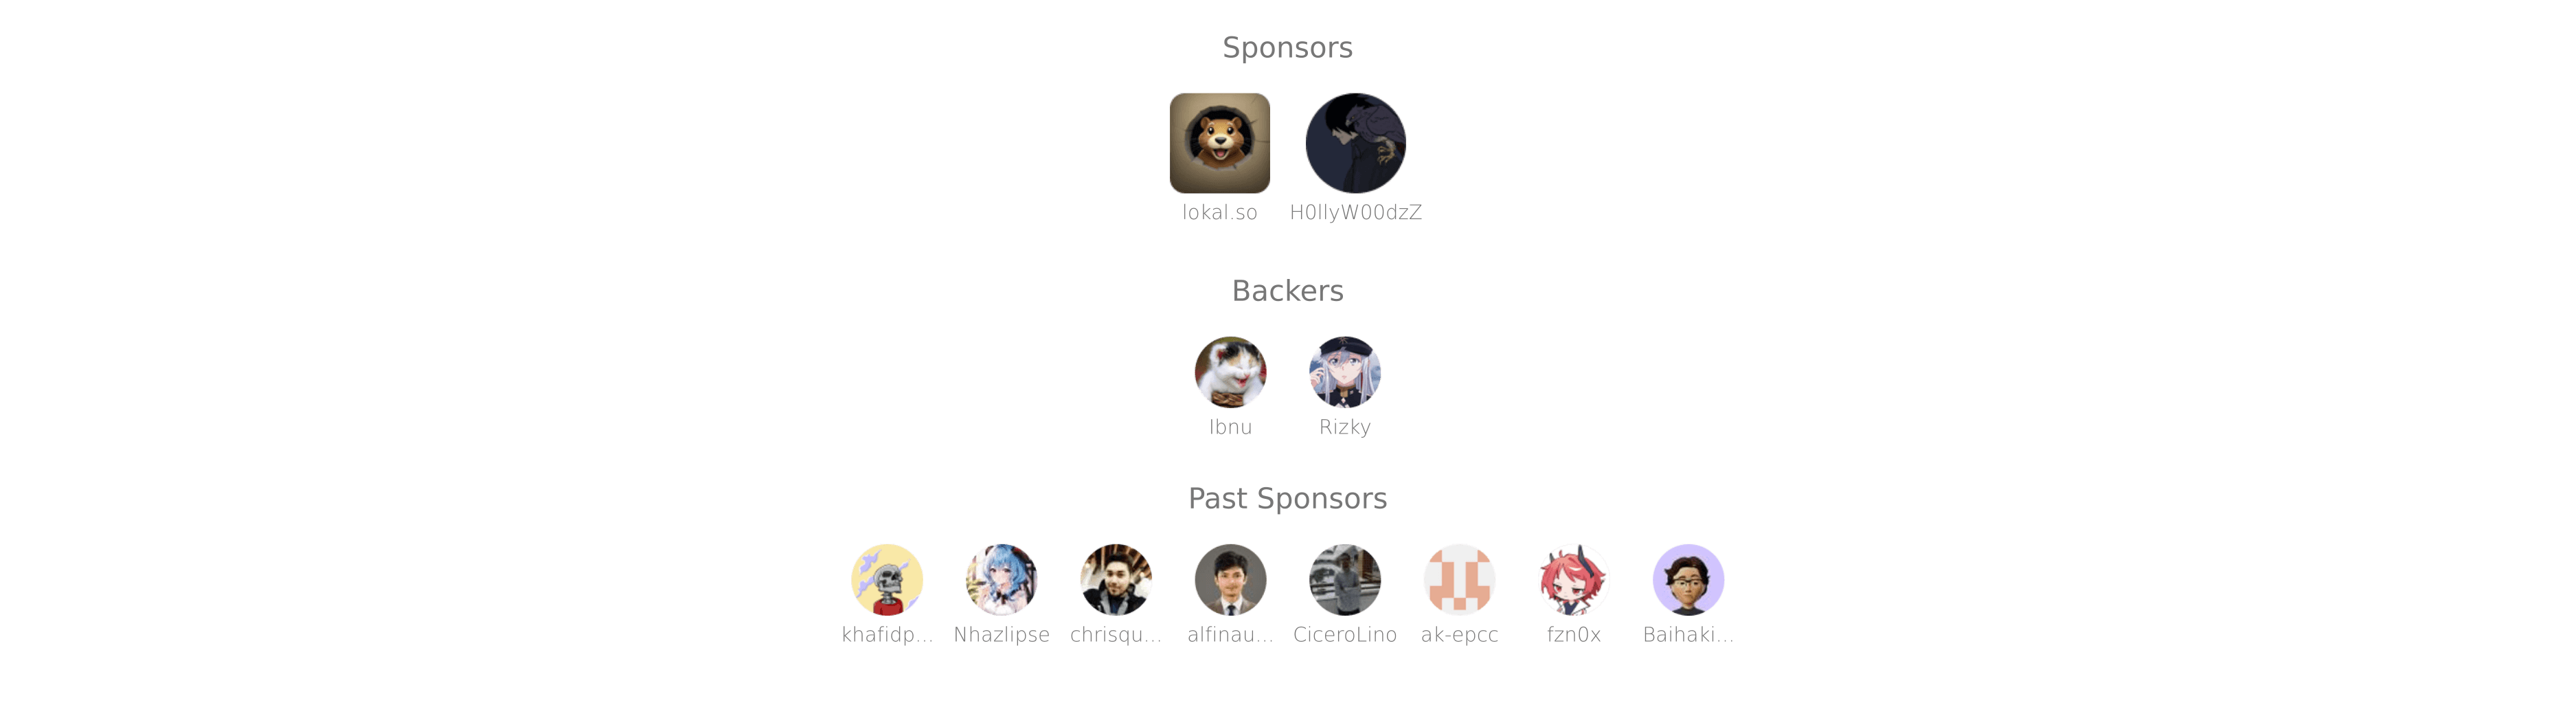 Sponsors
lokal.so H0llyW00dzZ
Backers
Ibnu Rizky
Past Sponsors
khafidp... Nhazlipse chrisqu... alfinau... CiceroLino ak-epcc fzn0x Baihaki...